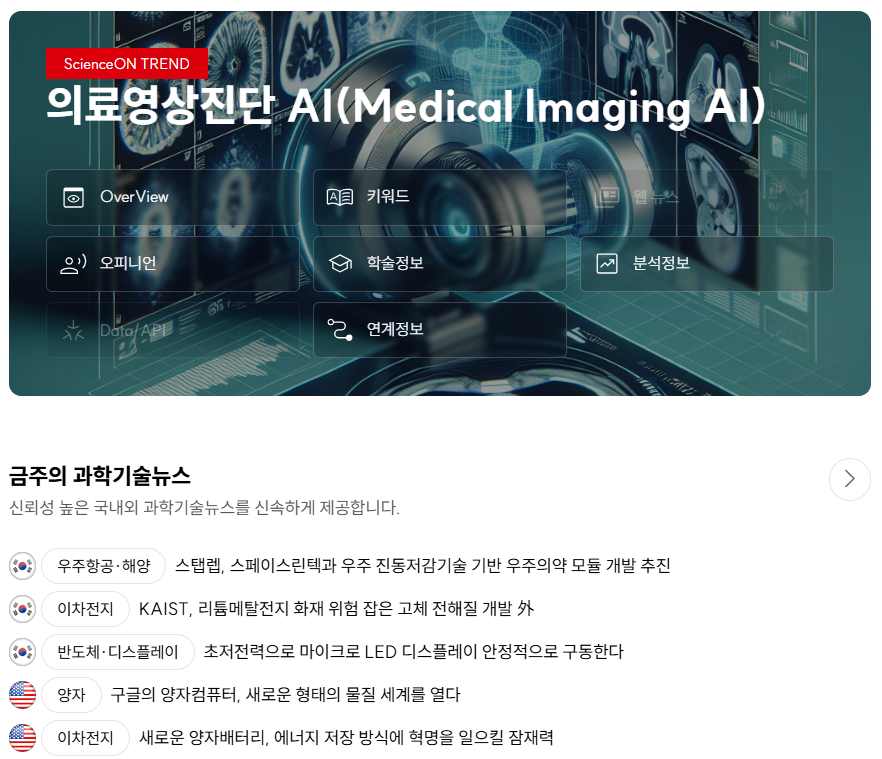 ScienceON TREND
의료영상진단 AI(Medical Imaging AI)
OverView
키워드
웹 뉴스
오피니언
학술정보
분석정보
Data/API
연계정보
금주의 과학기술뉴스
신뢰성 높은 국내외 과학기술뉴스를 신속하게 제공합니다.
우주항공·해양 스탭렙, 스페이스린텍과 우주 진동저감기술 기반 우주의약 모듈 개발 추진
이차전지 KAIST, 리튬메탈전지 화재 위험 잡은 고체 전해질 개발 外
반도체·디스플레이 초저전력으로 마이크로 LED 디스플레이 안정적으로 구동한다
양자 구글의 양자컴퓨터, 새로운 형태의 물질 세계를 열다
이차전지 새로운 양자배터리, 에너지 저장 방식에 혁명을 일으킬 잠재력